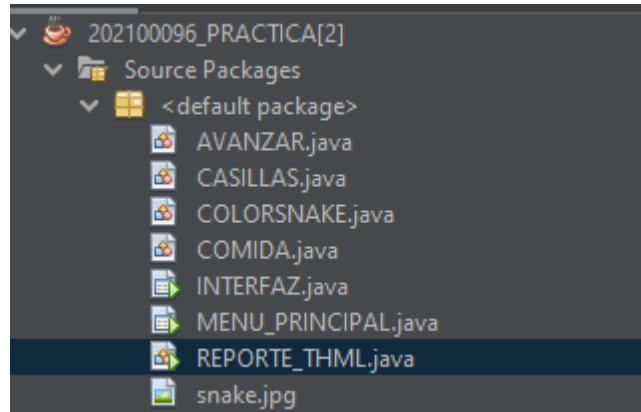 202100096_PRACTICA[2]
Source Packages
<default package>
AVANZAR.java
CASILLAS.java
COLORSNAKE.java
COMIDA.java
INTERFAZ.java
MENU_PRINCIPAL.java
REPORTE_THML.java
snake.jpg